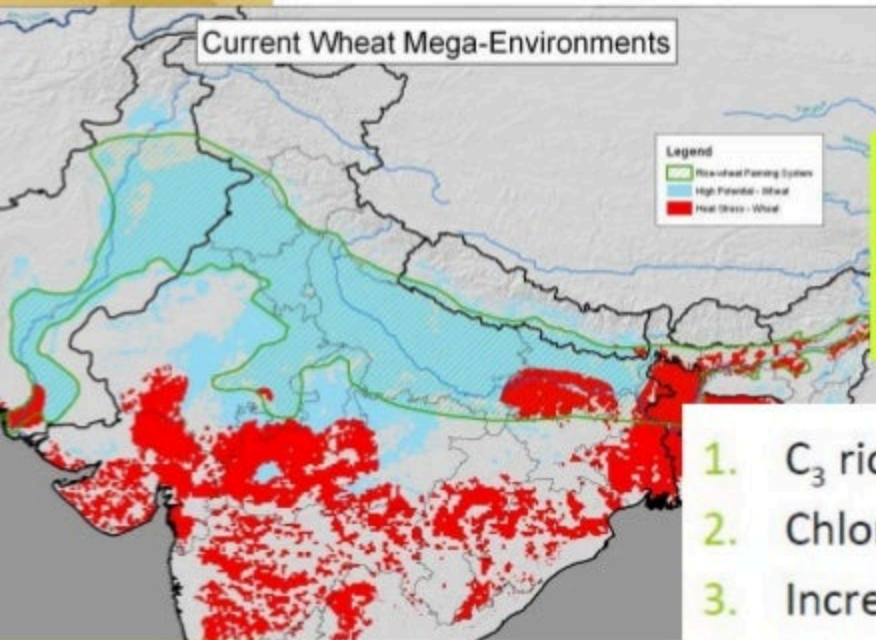 Current Wheat Mega-Environments
Legend
Rice-wheat Farming System
High Potential - Wheat
Heat Stress - Wheat
1. C₃ ric
2. Chlor
3. Incre